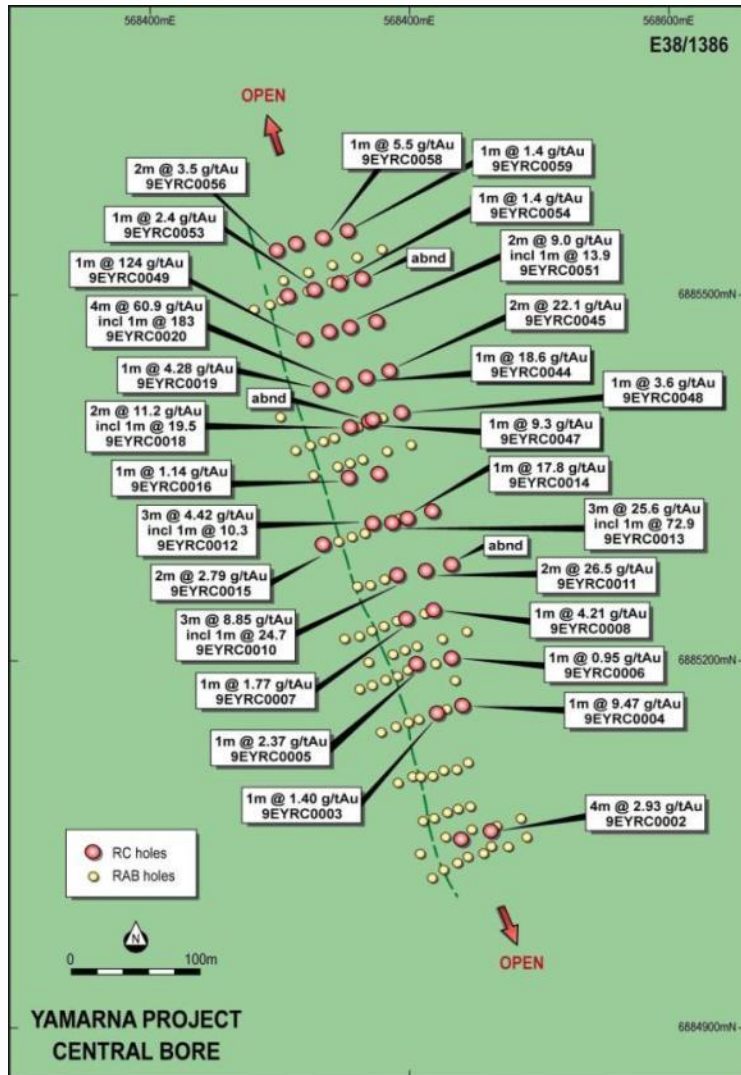 568400mE
568400mE
568600mE
E38/1386
OPEN
1m @ 5.5 g/tAu
9EYRC0058
1m @ 1.4 g/tAu
9EYRC0059
2m @ 3.5 g/tAu
9EYRC0056
1m @ 1.4 g/tAu
9EYRC0054
1m @ 2.4 g/tAu
9EYRC0053
abnd
2m @ 9.0 g/tAu
incl 1m @ 13.9
9EYRC0051
1m @ 124 g/tAu
9EYRC0049
6885500mN
4m @ 60.9 g/tAu
incl 1m @ 183
9EYRC0020
2m @ 22.1 g/tAu
9EYRC0045
1m @ 4.28 g/tAu
9EYRC0019
1m @ 18.6 g/tAu
9EYRC0044
abnd
1m @ 3.6 g/tAu
9EYRC0048
2m @ 11.2 g/tAu
incl 1m @ 19.5
9EYRC0018
1m @ 9.3 g/tAu
9EYRC0047
1m @ 1.14 g/tAu
9EYRC0016
1m @ 17.8 g/tAu
9EYRC0014
3m @ 4.42 g/tAu
incl 1m @ 10.3
9EYRC0012
3m @ 25.6 g/tAu
incl 1m @ 72.9
9EYRC0013
abnd
2m @ 2.79 g/tAu
9EYRC0015
2m @ 26.5 g/tAu
9EYRC0011
3m @ 8.85 g/tAu
incl 1m @ 24.7
9EYRC0010
1m @ 4.21 g/tAu
9EYRC0008
1m @ 0.95 g/tAu
9EYRC0006
6885200mN
1m @ 1.77 g/tAu
9EYRC0007
1m @ 9.47 g/tAu
9EYRC0004
1m @ 2.37 g/tAu
9EYRC0005
1m @ 1.40 g/tAu
9EYRC0003
4m @ 2.93 g/tAu
9EYRC0002
RC holes
RAB holes
N
0
100m
OPEN
YAMARNA PROJECT
CENTRAL BORE
6884900mN